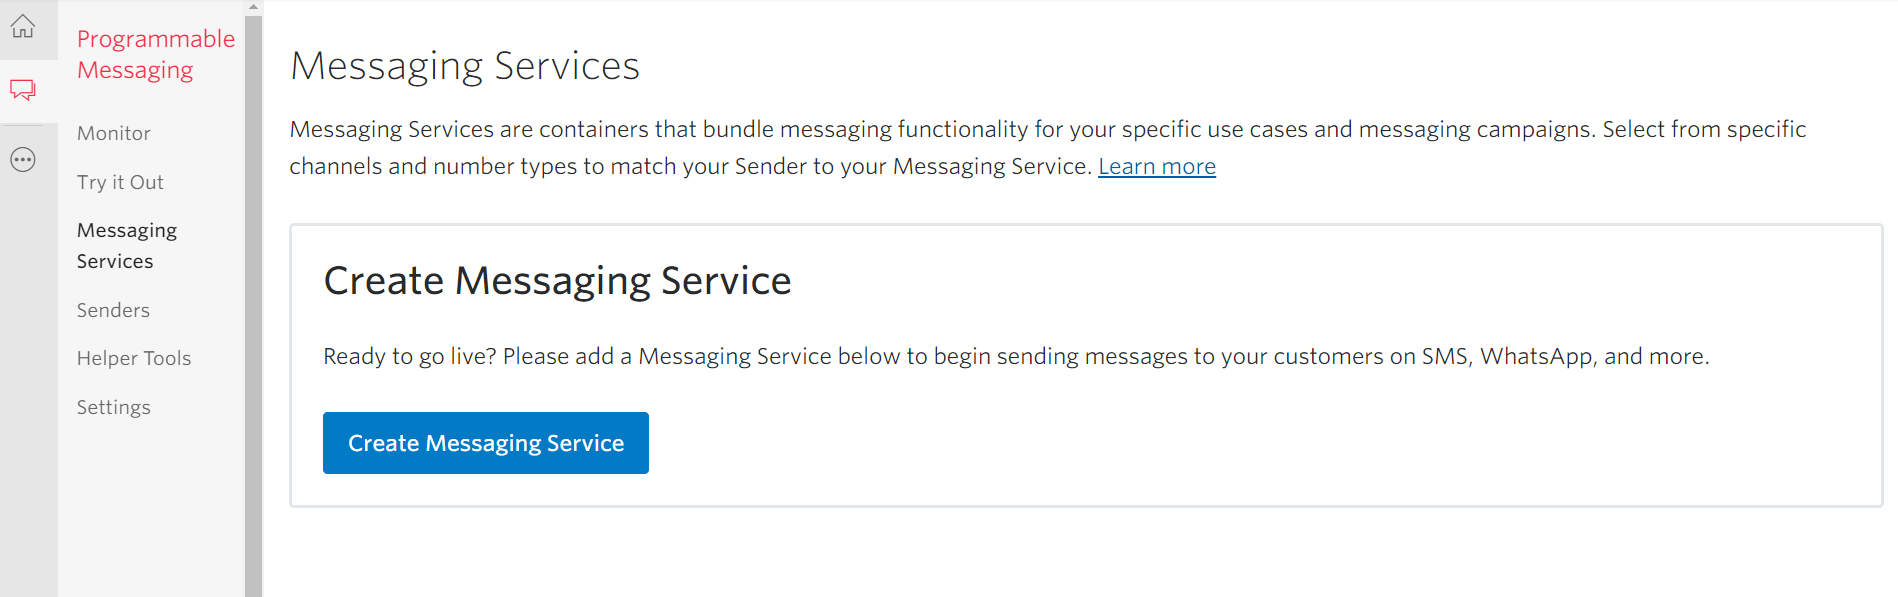 Programmable
Messaging
Monitor
Try it Out
Messaging
Services
Senders
Helper Tools
Settings
Messaging Services
Messaging Services are containers that bundle messaging functionality for your specific use cases and messaging campaigns. Select from specific
channels and number types to match your Sender to your Messaging Service. Learn more
Create Messaging Service
Ready to go live? Please add a Messaging Service below to begin sending messages to your customers on SMS, WhatsApp, and more.
Create Messaging Service